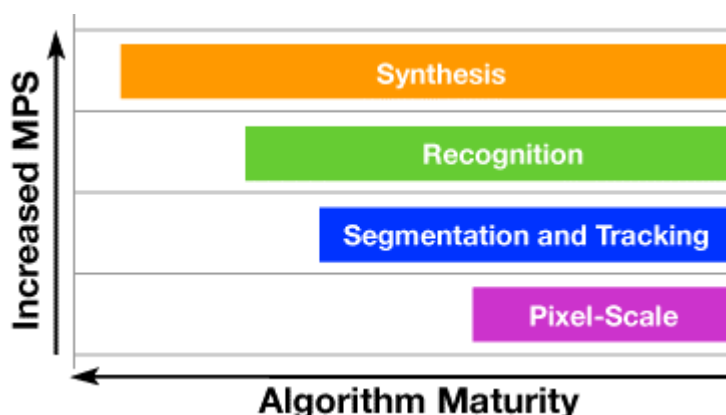 Increased MPS
Synthesis
Recognition
Segmentation and Tracking
Pixel-Scale
Algorithm Maturity